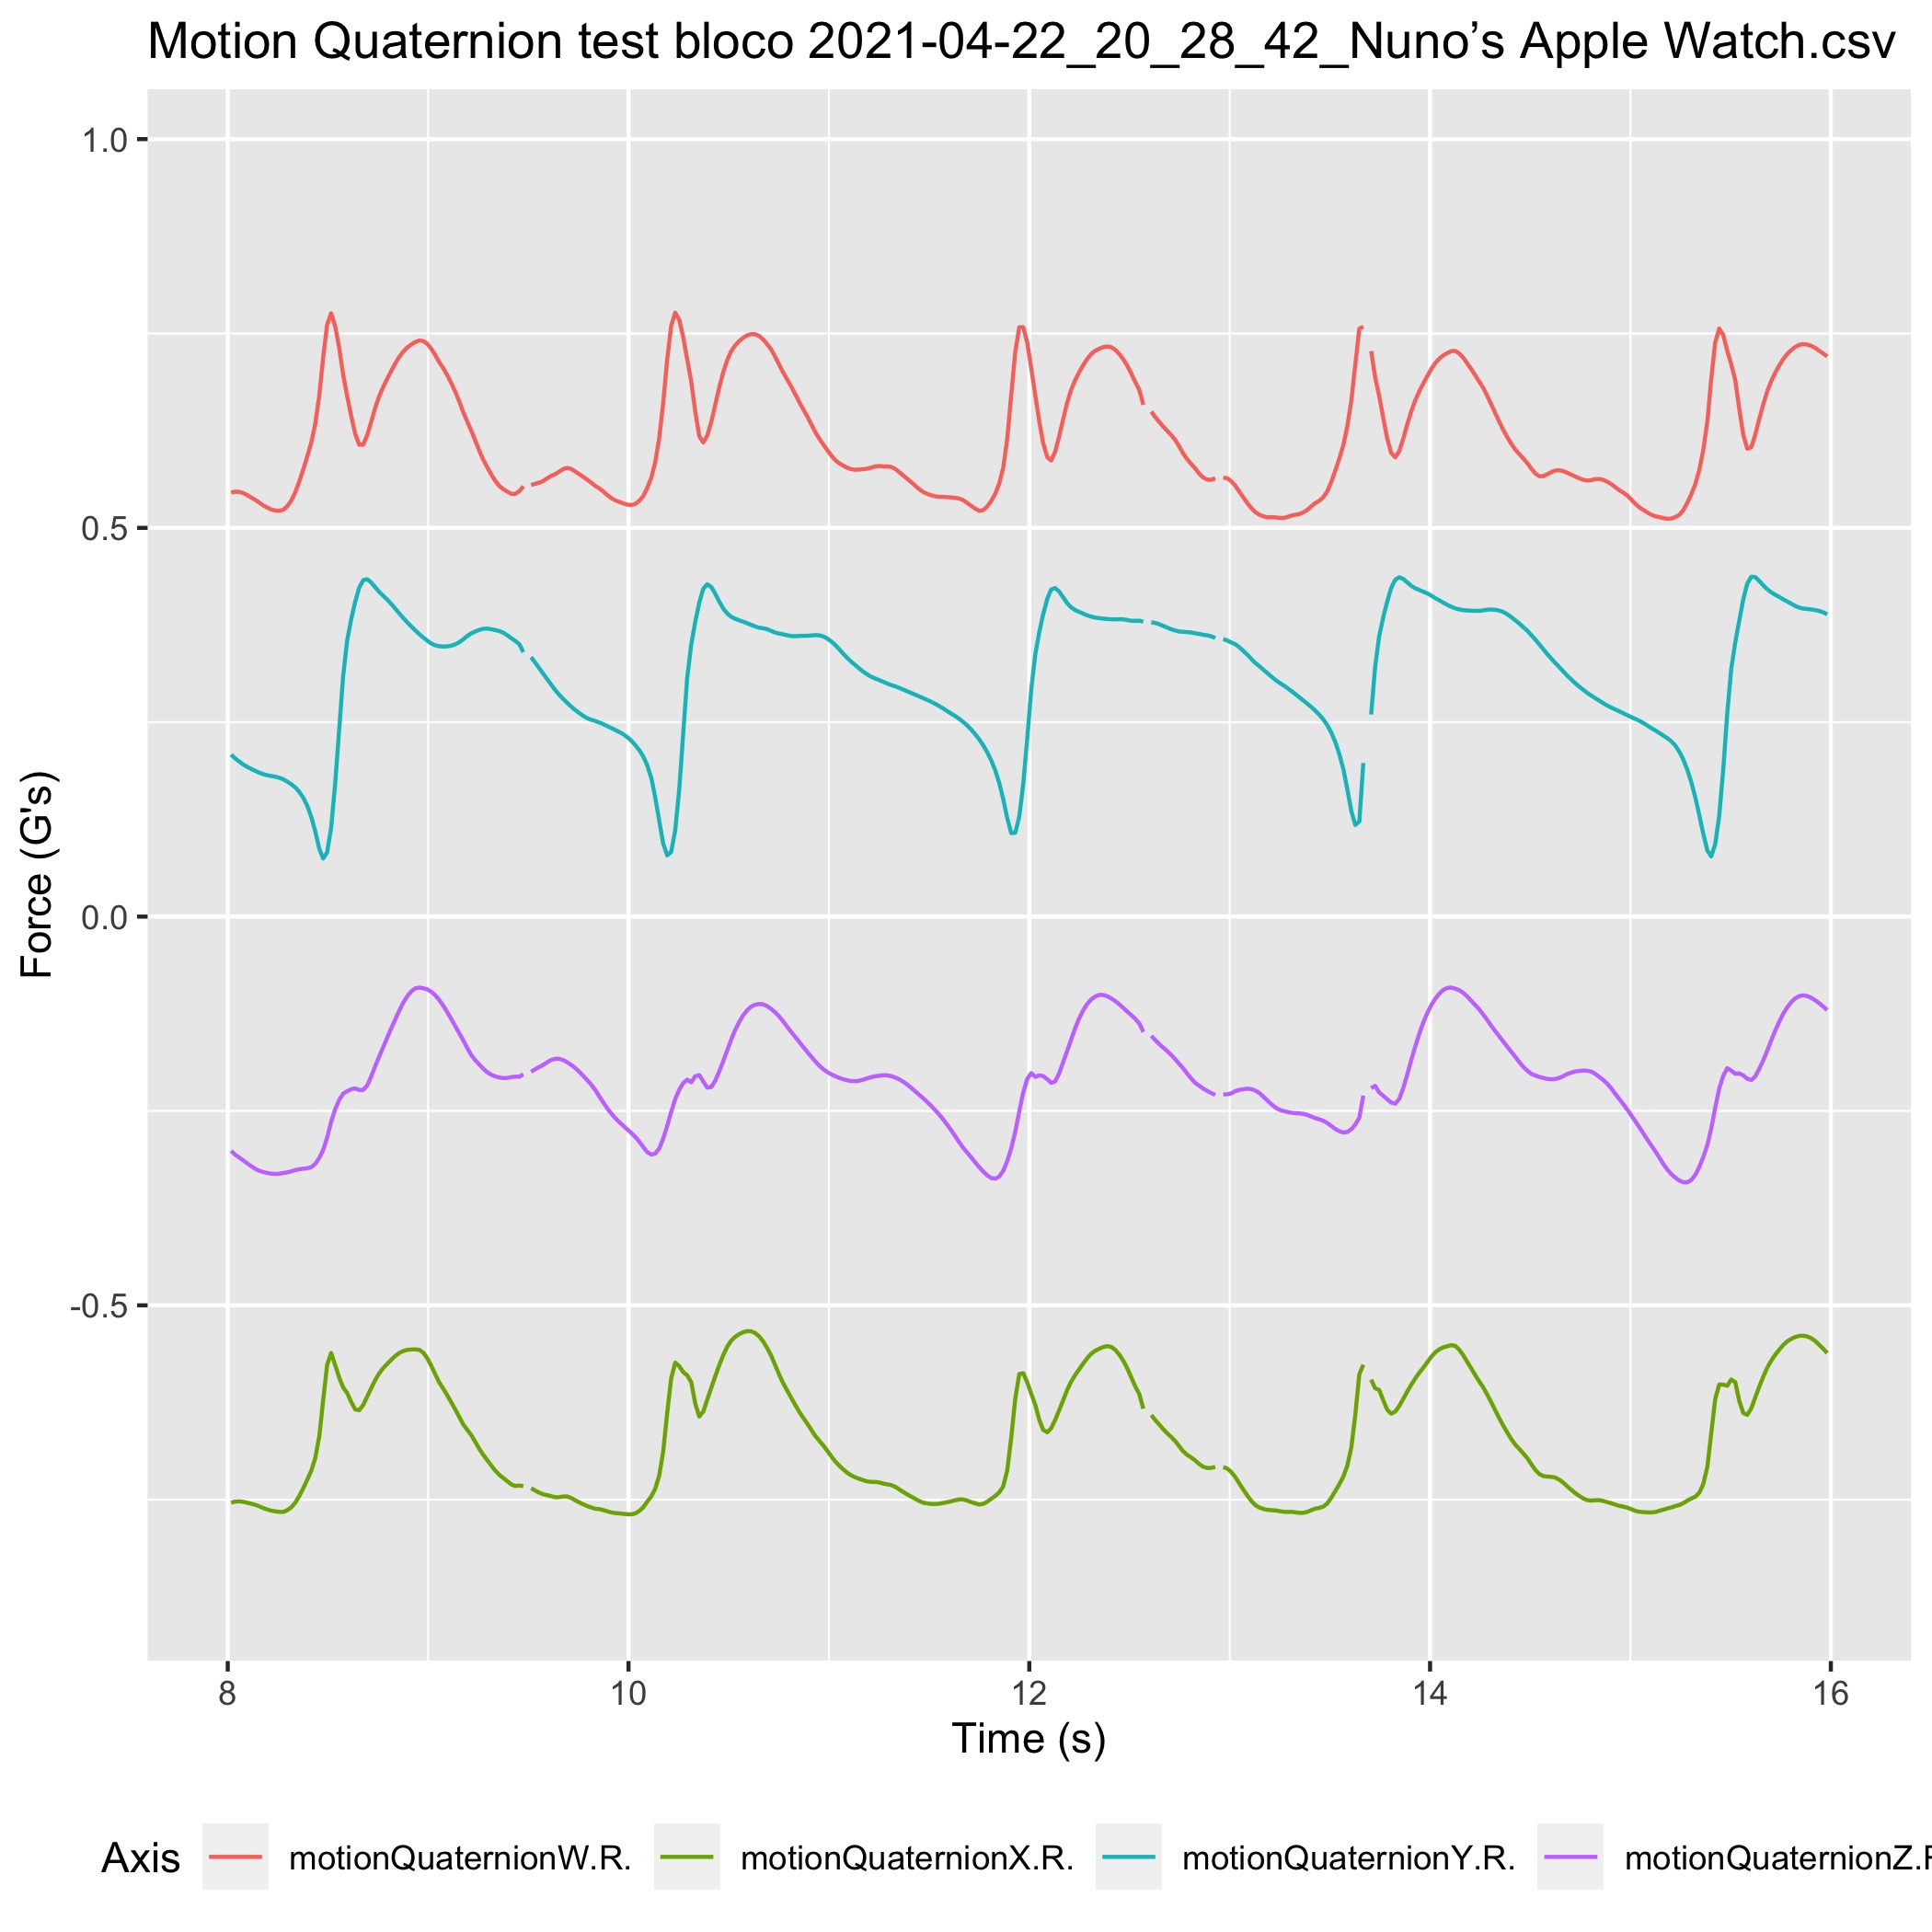 Motion Quaternion test bloco 2021-04-22_20_28_42_Nuno’s Apple Watch.csv
1.0
0.5
0.0
-0.5
Force (G's)
8 10 12 14 16
Time (s)
Axis motionQuaternionW.R. motionQuaternionX.R. motionQuaternionY.R. motionQuaternionZ.